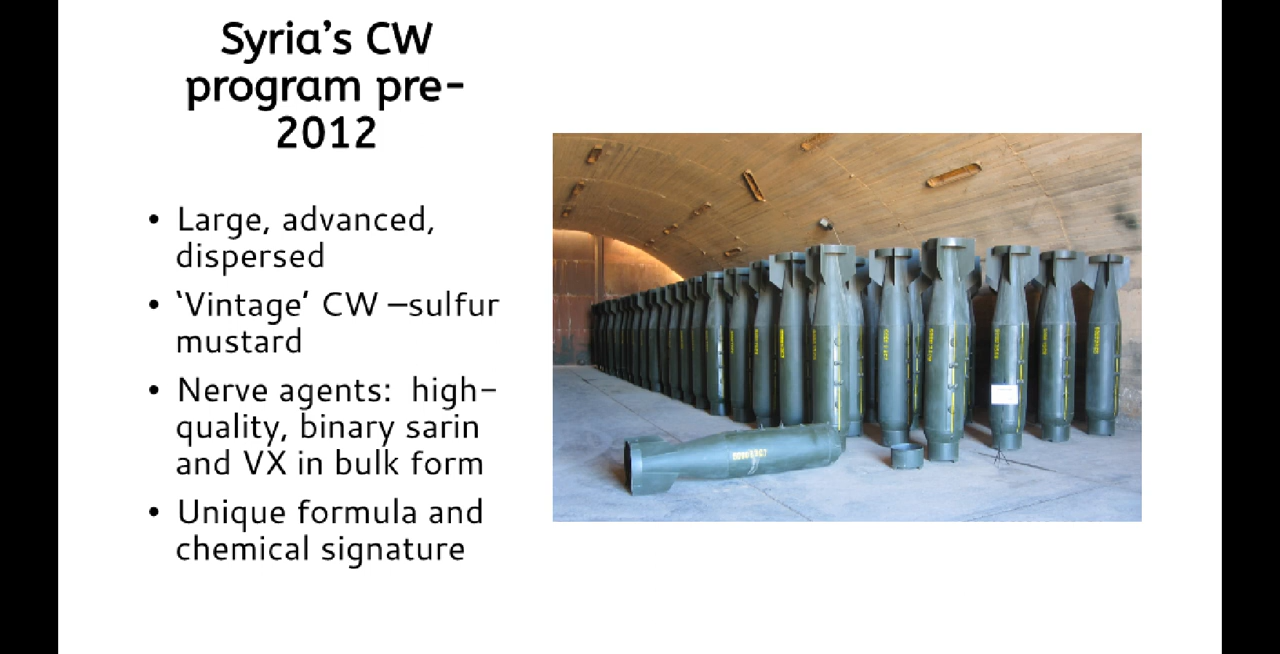 Syria's CW
program pre-
2012
• Large, advanced,
dispersed
• ‘Vintage’ CW –sulfur
mustard
• Nerve agents:  high-
quality, binary sarin
and VX in bulk form
• Unique formula and
chemical signature